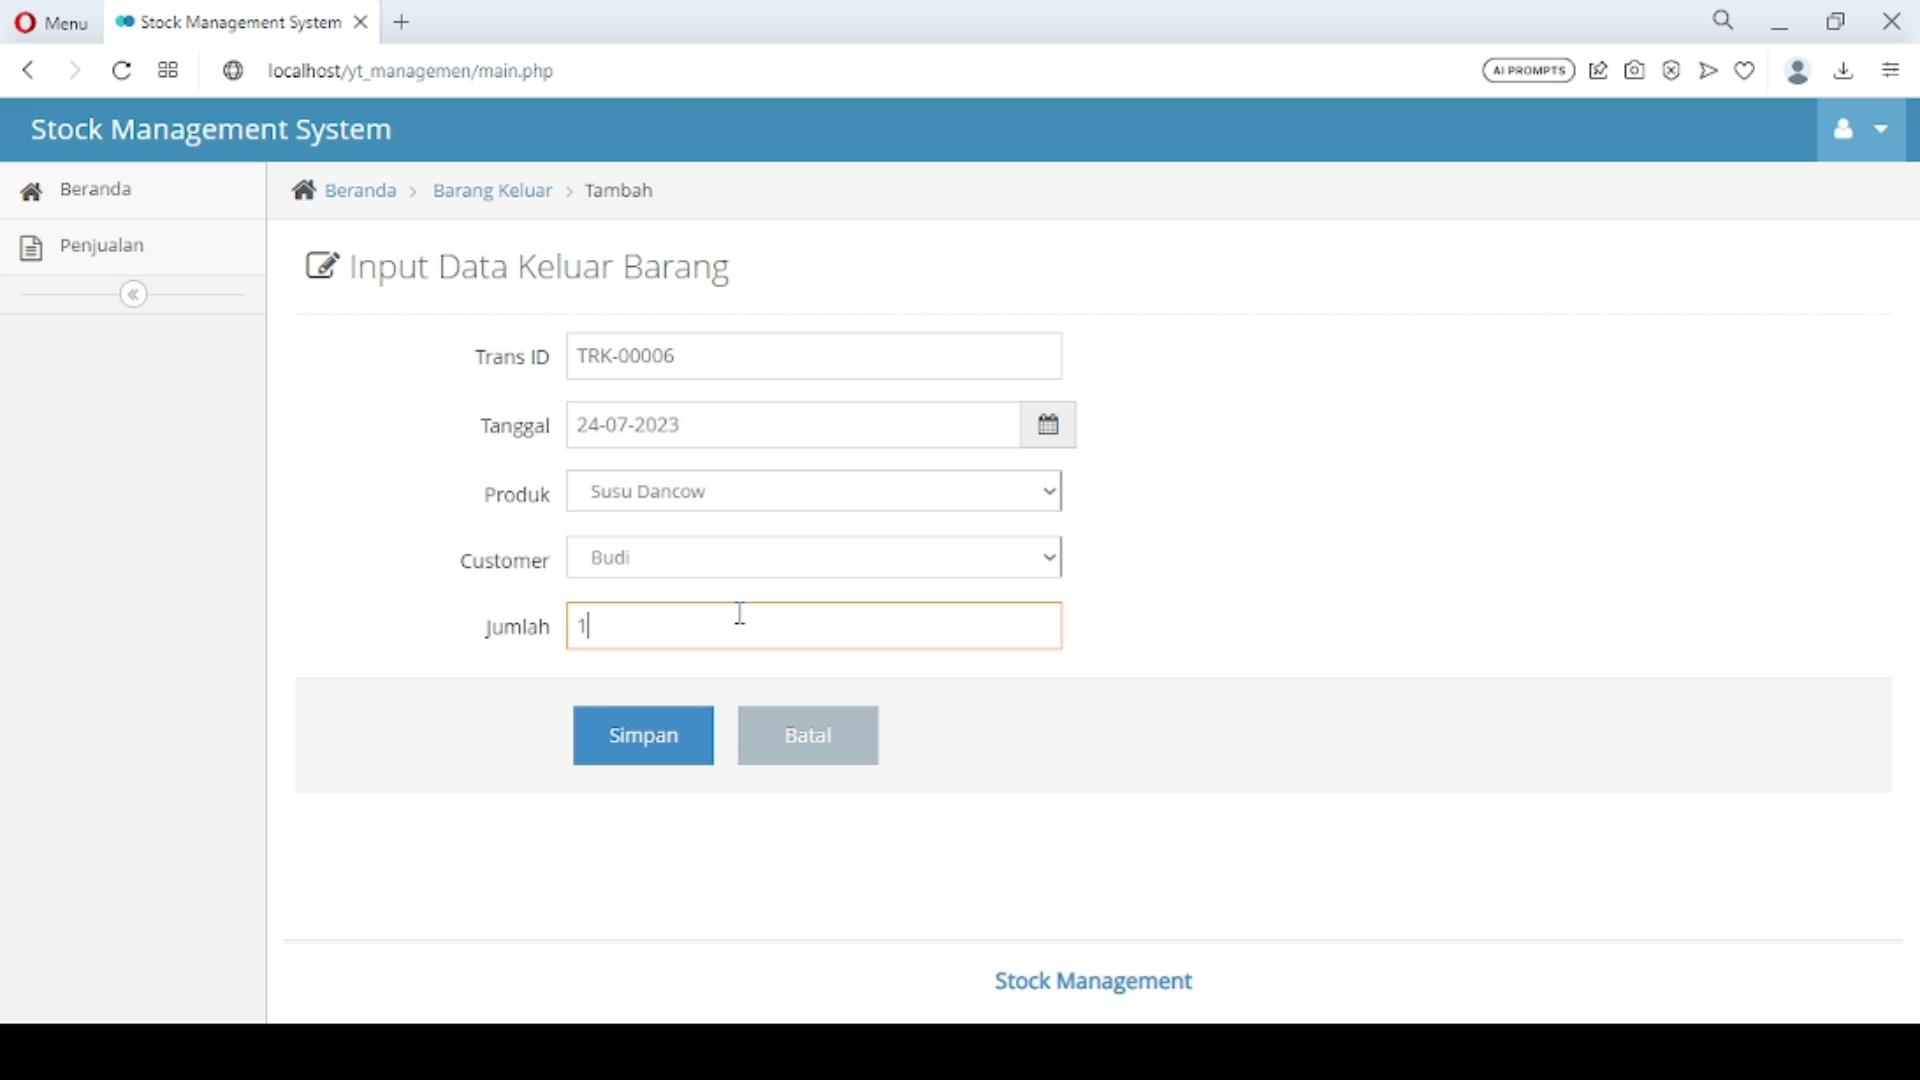 Menu
Stock Management System
localhost/yt_managemen/main.php
AI PROMPTS
Stock Management System
Beranda
Penjualan
Beranda > Barang Keluar > Tambah
Input Data Keluar Barang
Trans ID TRK-00006
Tanggal 24-07-2023
Produk Susu Dancow
Customer Budi
Jumlah 1
Simpan Batal
Stock Management